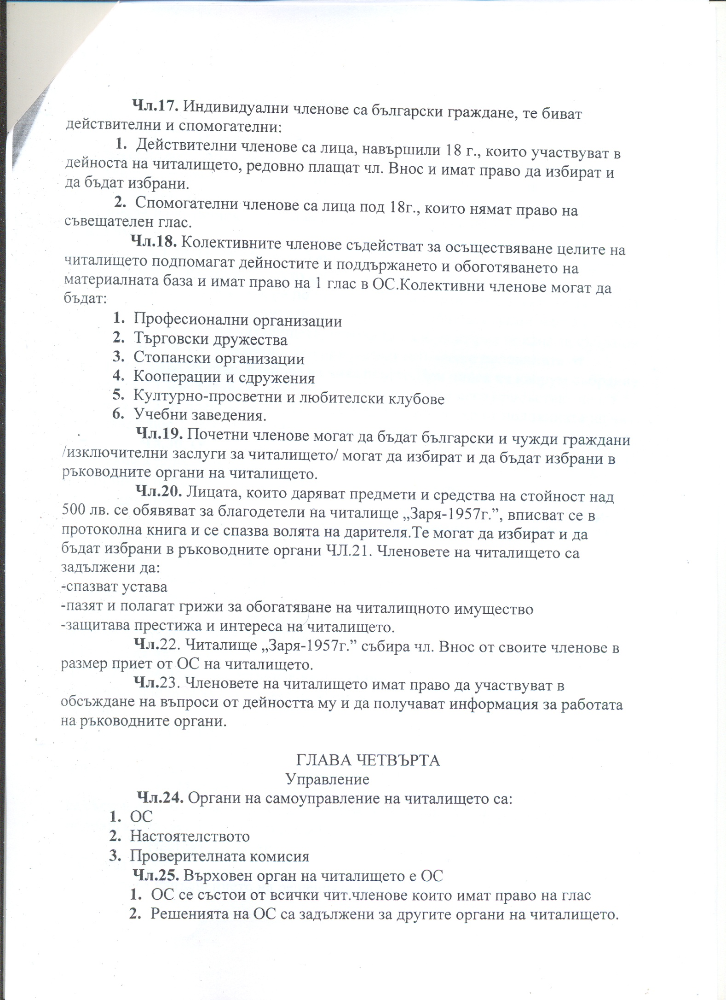 Чл.17. Индивидуални членове са български граждане, те биват
действителни и спомогателни:
1. Действителни членове са лица, навършили 18 г., които участвуват в
дейноста на читалището, редовно плащат чл. Внос и имат право да избират и
да бъдат избрани.
2. Спомогателни членове са лица под 18г., които нямат право на
съвещателен глас.
Чл.18. Колективните членове съдействат за осъществяване целите на
читалището подпомагат дейностите и поддържането и обоготяването на
материалната база и имат право на 1 глас в ОС.Колективни членове могат да
бъдат:
1. Професионални организации
2. Търговски дружества
3. Стопански организации
4. Кооперации и сдружения
5. Културно-просветни и любителски клубове
6. Учебни заведения.
Чл.19. Почетни членове могат да бъдат български и чужди граждани
/изключителни заслуги за читалището/ могат да избират и да бъдат избрани в
ръководните органи на читалището.
Чл.20. Лицата, които даряват предмети и средства на стойност над
500 лв. се обявяват за благодетели на читалище „Заря-1957г.”, вписват се в
протоколна книга и се спазва волята на дарителя.Те могат да избират и да
бъдат избрани в ръководните органи ЧЛ.21. Членовете на читалището са
задължени да:
-спазват устава
-пазят и полагат грижи за обогатяване на читалищното имущество
-защитава престижа и интереса на читалището.
Чл.22. Читалище „Заря-1957г.” събира чл. Внос от своите членове в
размер приет от ОС на читалището.
Чл.23. Членовете на читалището имат право да участвуват в
обсъждане на въпроси от дейността му и да получават информация за работата
на ръководните органи.
ГЛАВА ЧЕТВЪРТА
Управление
Чл.24. Органи на самоуправление на читалището са:
1. ОС
2. Настоятелството
3. Проверителната комисия
Чл.25. Върховен орган на читалището е ОС
1. ОС се състои от всички чит.членове които имат право на глас
2. Решенията на ОС са задължени за другите органи на читалището.